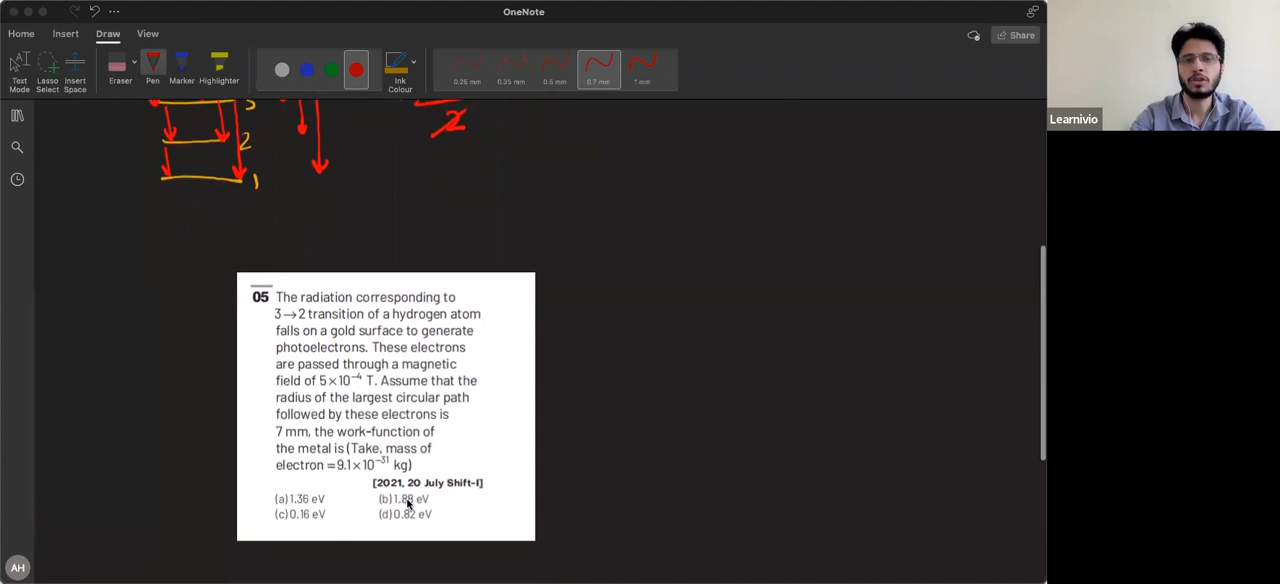 OneNote
Home Insert Draw View
Share
Text Mode
Lasso Select
Insert Space
Eraser
Pen
Marker
Highlighter
Ink Colour
0.25 mm 0.35 mm 0.5 mm 0.7 mm 1 mm
Learnivio
3
2
2
1
05 The radiation corresponding to
3→2 transition of a hydrogen atom
falls on a gold surface to generate
photoelectrons. These electrons
are passed through a magnetic
field of 5×10⁻⁴ T. Assume that the
radius of the largest circular path
followed by these electrons is
7 mm, the work-function of
the metal is (Take, mass of
electron = 9.1×10⁻³¹ kg)
[2021, 20 July Shift-I]
(a) 1.36 eV (b) 1.88 eV
(c) 0.16 eV (d) 0.82 eV
AH